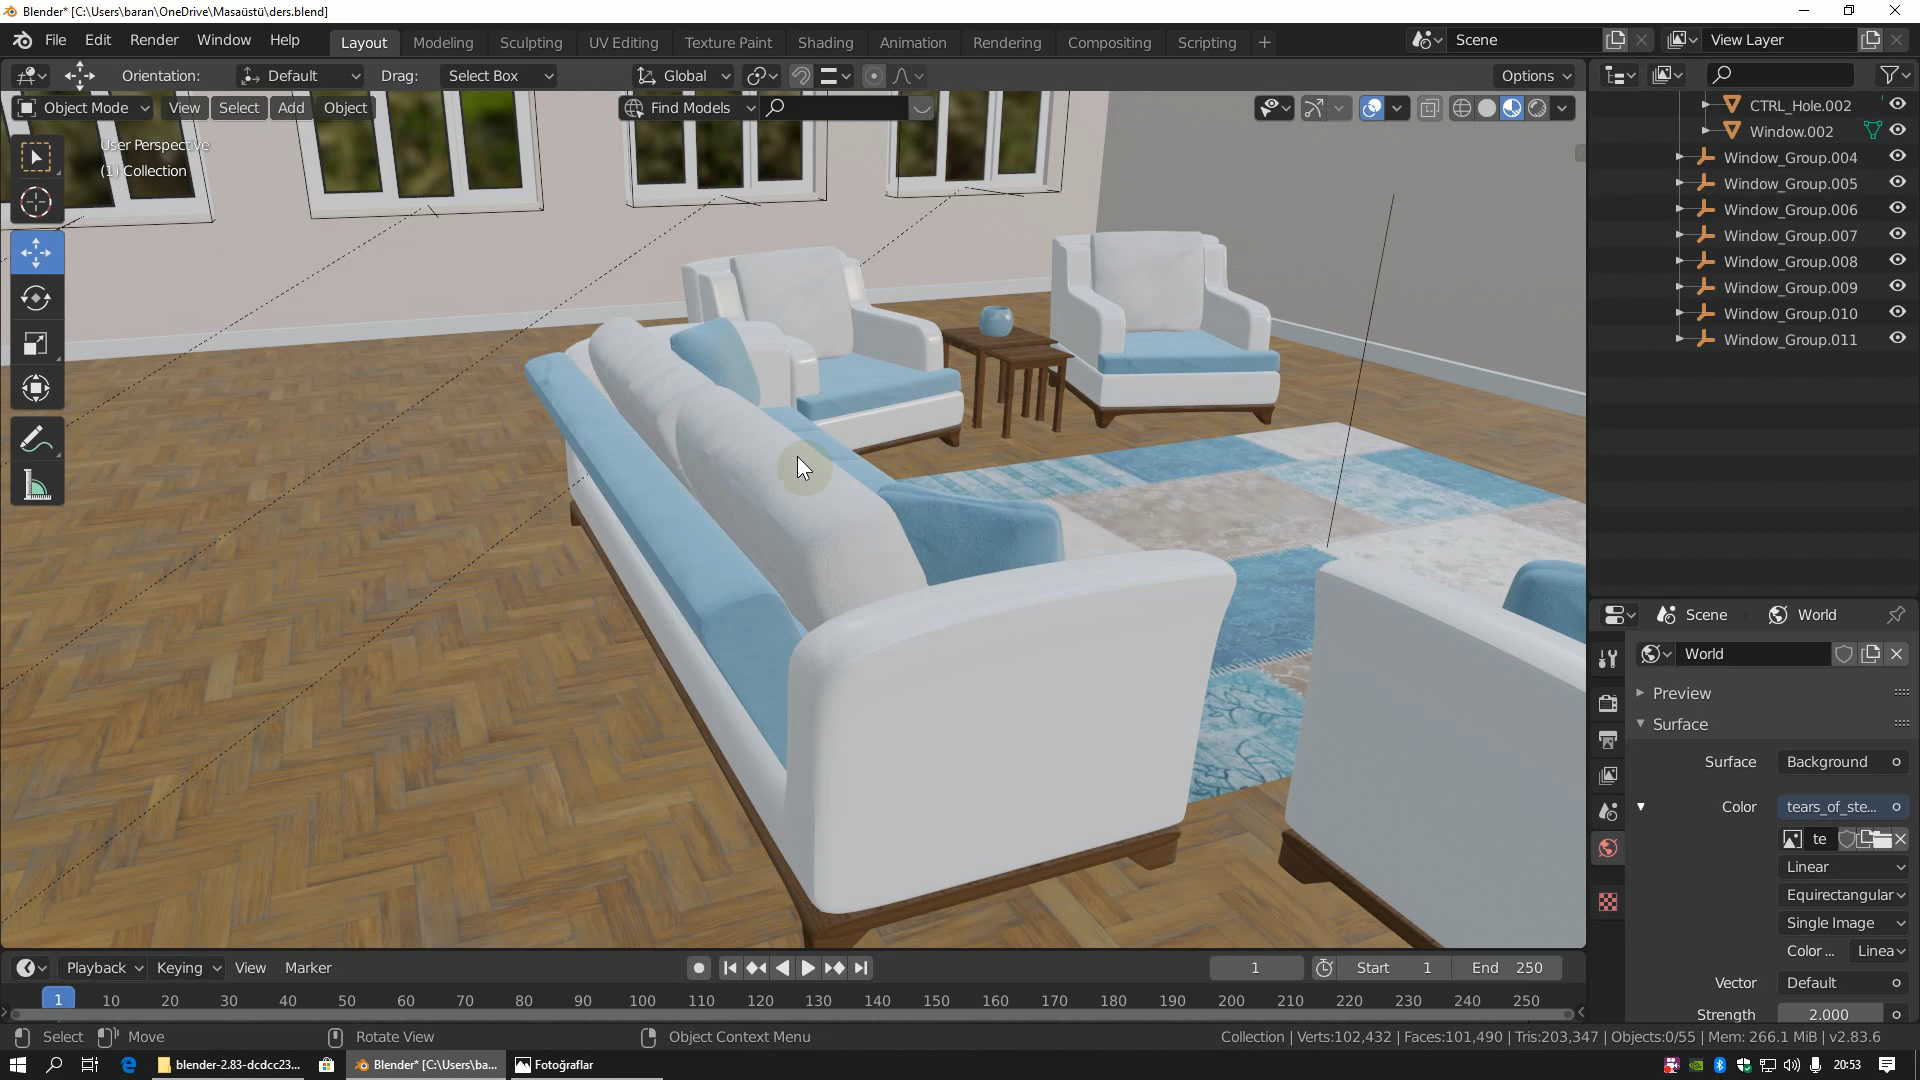 Blender* [C:\Users\baran\OneDrive\Masaüstü\ders.blend]
File Edit Render Window Help Layout Modeling Sculpting UV Editing Texture Paint Shading Animation Rendering Compositing Scripting + Scene View Layer
Orientation: Default Drag: Select Box Global Options
Object Mode View Select Add Object Find Models
User Perspective
(1) Collection
CTRL_Hole.002
Window.002
Window_Group.004
Window_Group.005
Window_Group.006
Window_Group.007
Window_Group.008
Window_Group.009
Window_Group.010
Window_Group.011
Scene World
World
Preview
Surface
Surface Background
Color tears_of_ste...
te
Linear
Equirectangular
Single Image
Color ... Linea
Vector Default
Strength 2.000
Playback Keying View Marker 1 Start 1 End 250
1 10 20 30 40 50 60 70 80 90 100 110 120 130 140 150 160 170 180 190 200 210 220 230 240 250
Select Move Rotate View Object Context Menu Collection | Verts:102,432 | Faces:101,490 | Tris:203,347 | Objects:0/55 | Mem: 266.1 MiB | v2.83.6
blender-2.83-dcdcc23... Blender* [C:\Users\ba... Fotoğraflar 20:53